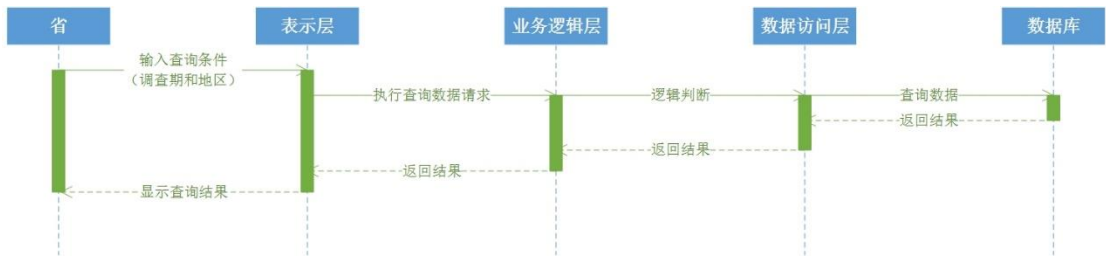 省
表示层
业务逻辑层
数据访问层
数据库
输入查询条件
（调查期和地区）
执行查询数据请求
逻辑判断
查询数据
返回结果
返回结果
返回结果
显示查询结果